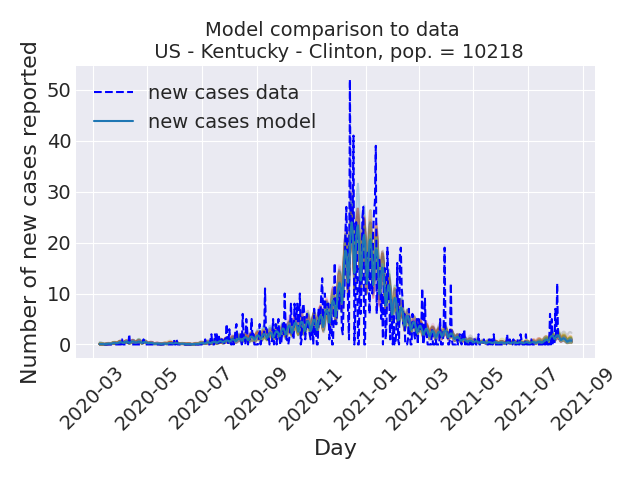 Model comparison to data
US - Kentucky - Clinton, pop. = 10218
Number of new cases reported
50
40
30
20
10
0
new cases data
new cases model
2020-03
2020-05
2020-07
2020-09
2020-11
2021-01
2021-03
2021-05
2021-07
2021-09
Day